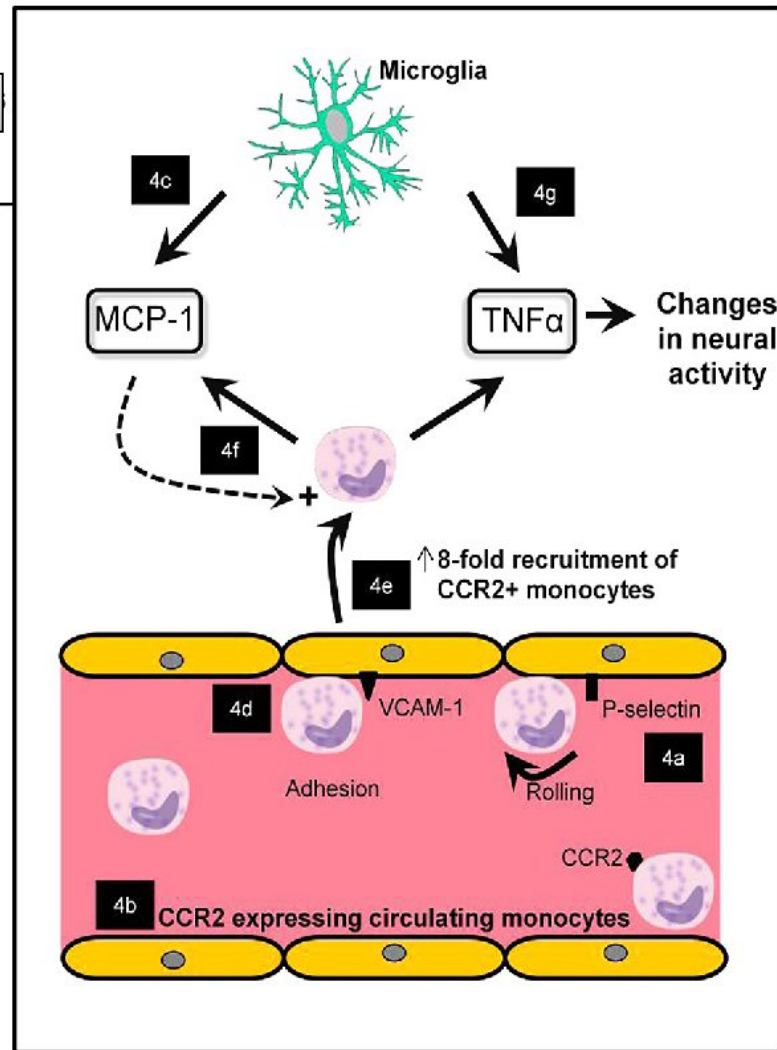 Microglia
4c
4g
MCP-1
TNFα
Changes
in neural
activity
4f
+
4e
↑8-fold recruitment of
CCR2+ monocytes
4d
VCAM-1
P-selectin
4a
Adhesion
Rolling
CCR2
4b
CCR2 expressing circulating monocytes